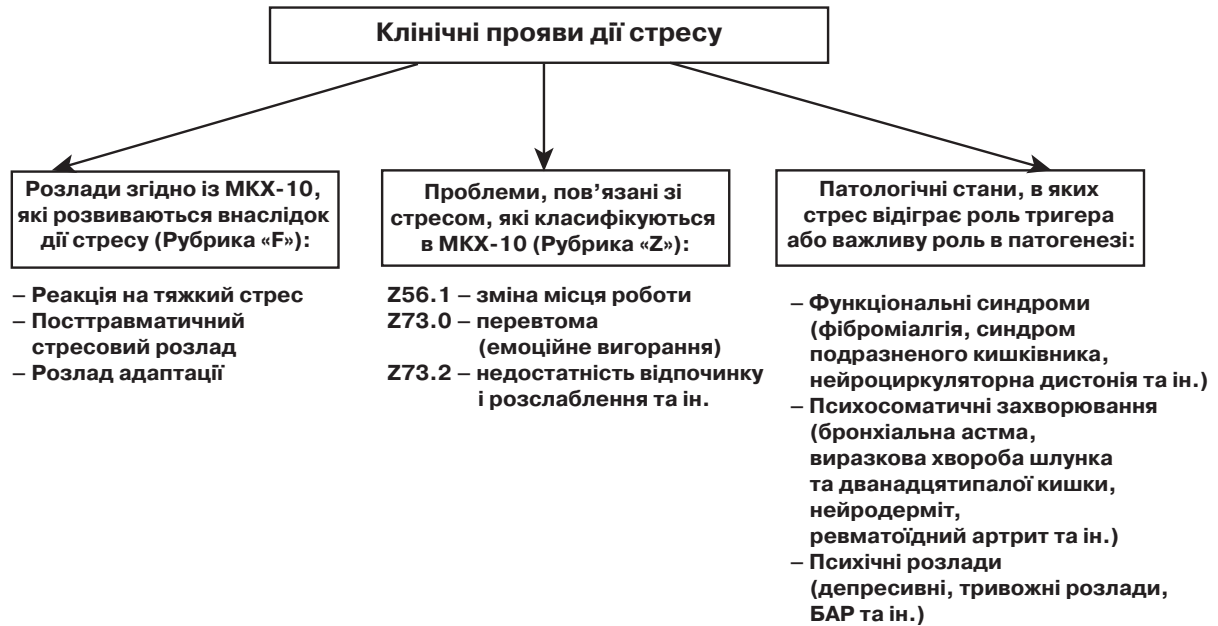 Клінічні прояви дії стресу
Розлади згідно із МКХ-10,
які розвиваються внаслідок
дії стресу (Рубрика «F»):
– Реакція на тяжкий стрес
– Посттравматичний
стресовий розлад
– Розлад адаптації
Проблеми, пов’язані зі
стресом, які класифікуються
в МКХ-10 (Рубрика «Z»):
Z56.1 – зміна місця роботи
Z73.0 – перевтома
(емоційне вигорання)
Z73.2 – недостатність відпочинку
і розслаблення та ін.
Патологічні стани, в яких
стрес відіграє роль тригера
або важливу роль в патогенезі:
– Функціональні синдроми
(фіброміалгія, синдром
подразненого кишківника,
нейроциркуляторна дистонія та ін.)
– Психосоматичні захворювання
(бронхіальна астма,
виразкова хвороба шлунка
та дванадцятипалої кишки,
нейродерміт,
ревматоїдний артрит та ін.)
– Психічні розлади
(депресивні, тривожні розлади,
БАР та ін.)